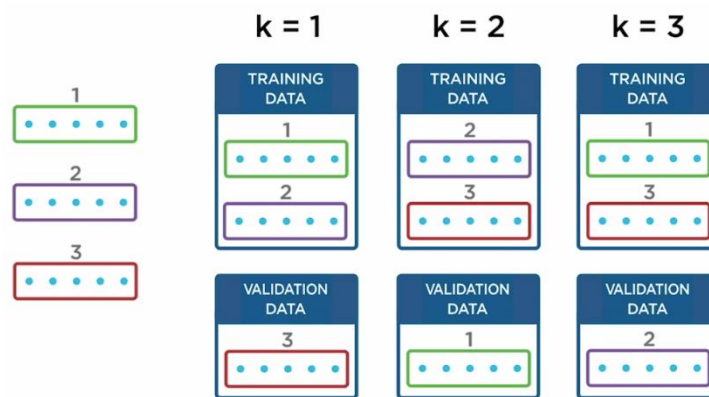 k = 1
k = 2
k = 3
1
2
3
TRAINING
DATA
1
2
TRAINING
DATA
2
3
TRAINING
DATA
1
3
VALIDATION
DATA
3
VALIDATION
DATA
1
VALIDATION
DATA
2